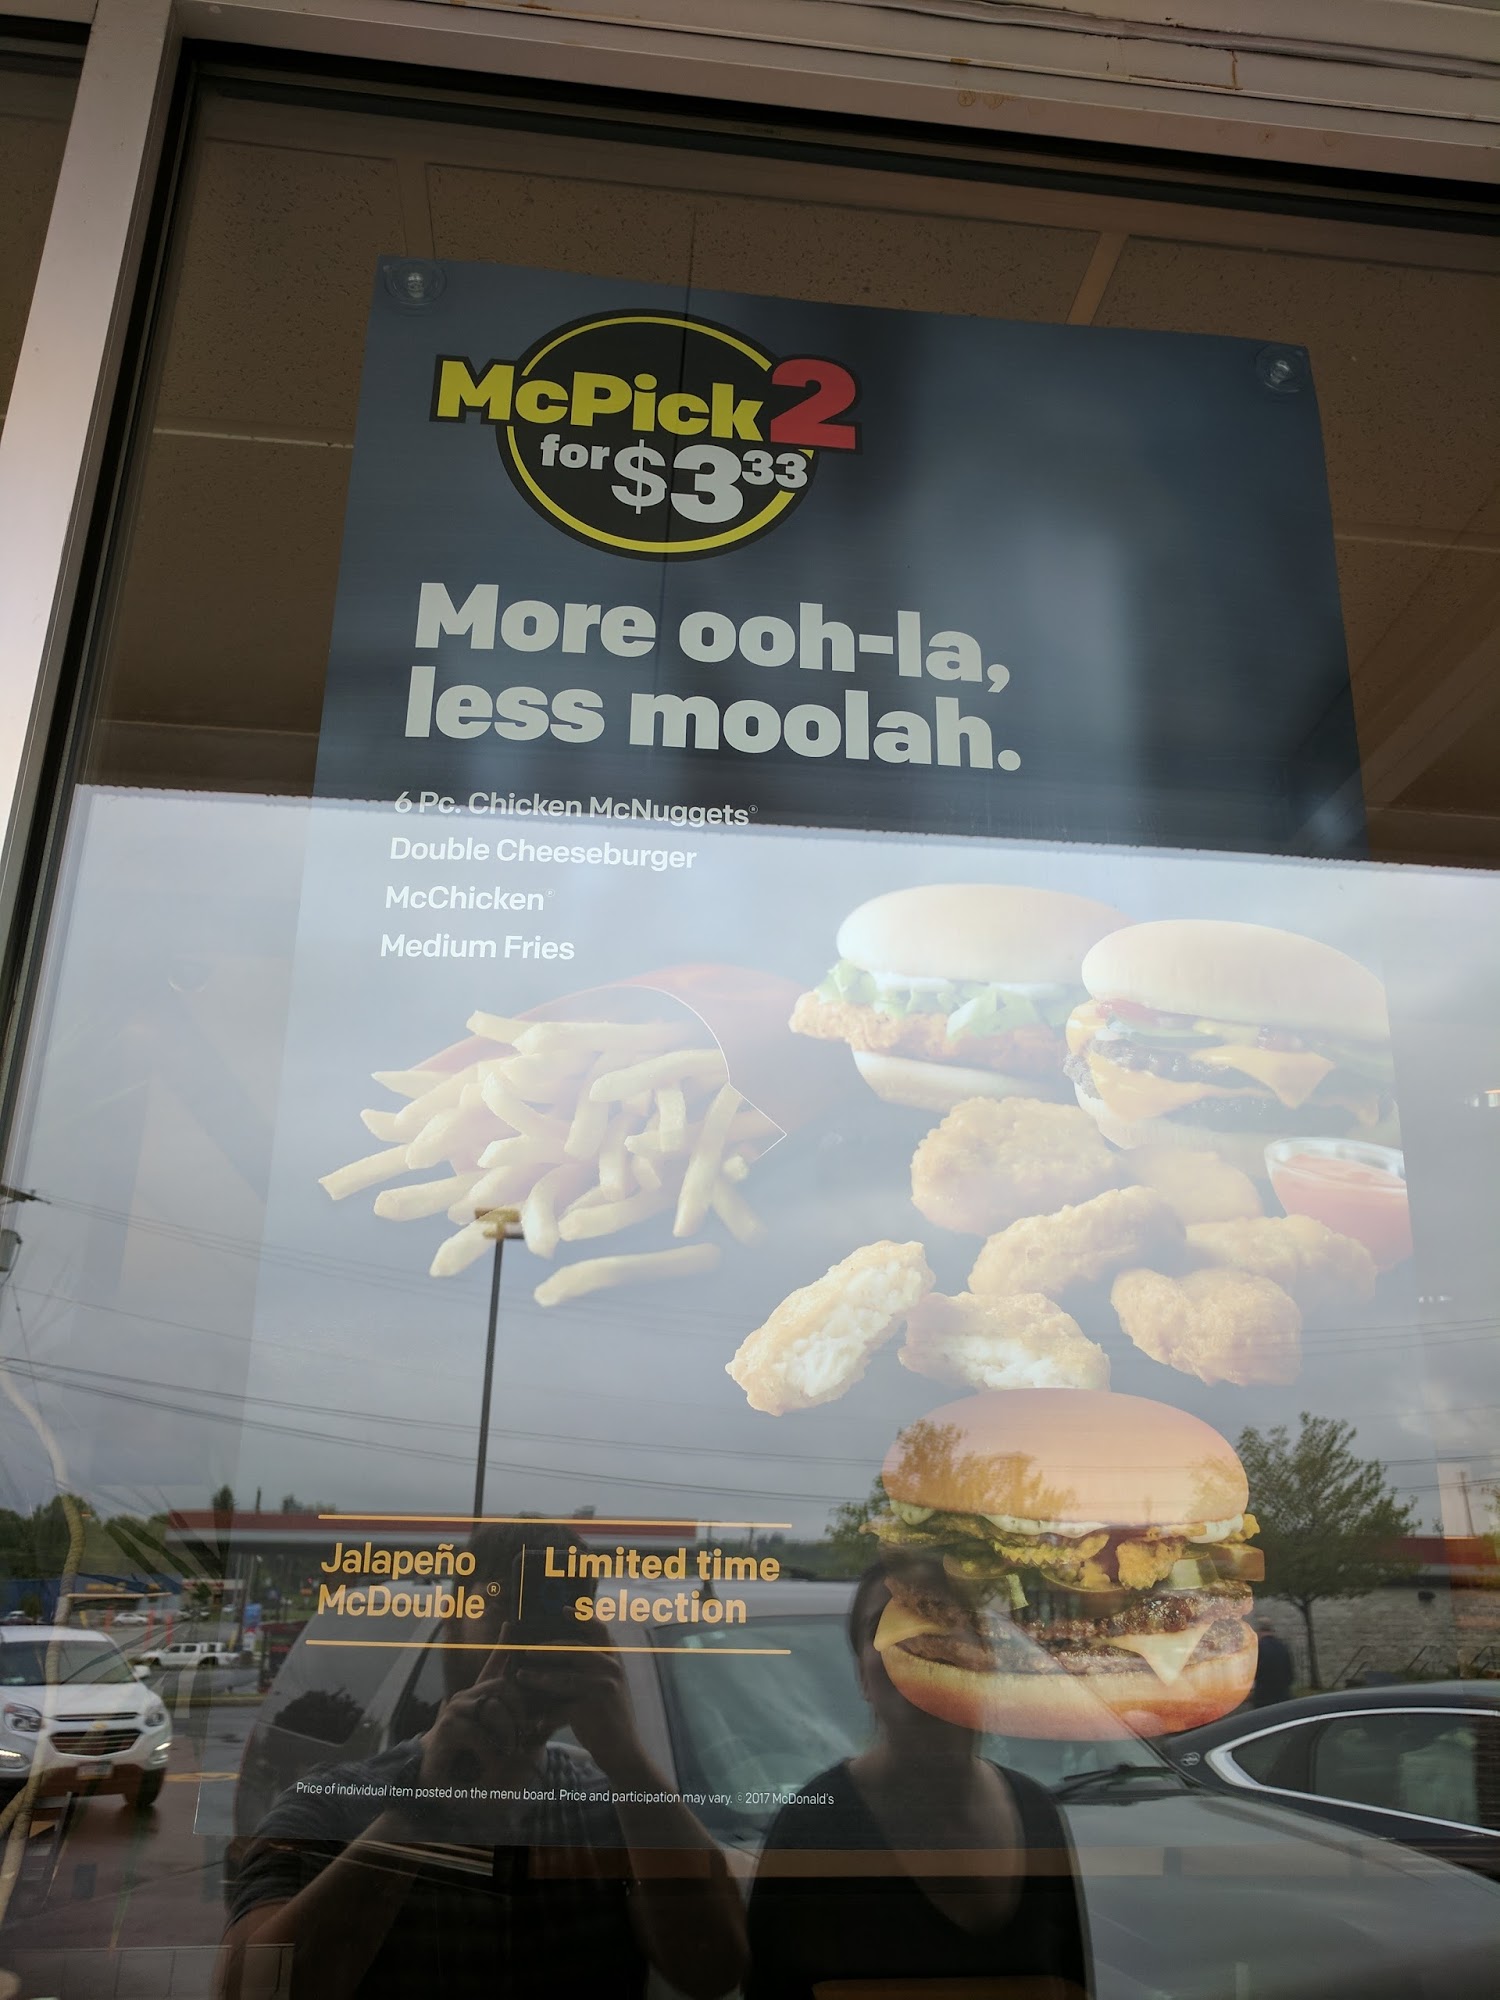 McPick 2
for $3³³
More ooh-la,
less moolah.
6 Pc. Chicken McNuggets®
Double Cheeseburger
McChicken®
Medium Fries
Jalapeño
McDouble®
Limited time
selection
Price of individual item posted on the menu board. Price and participation may vary. © 2017 McDonald's